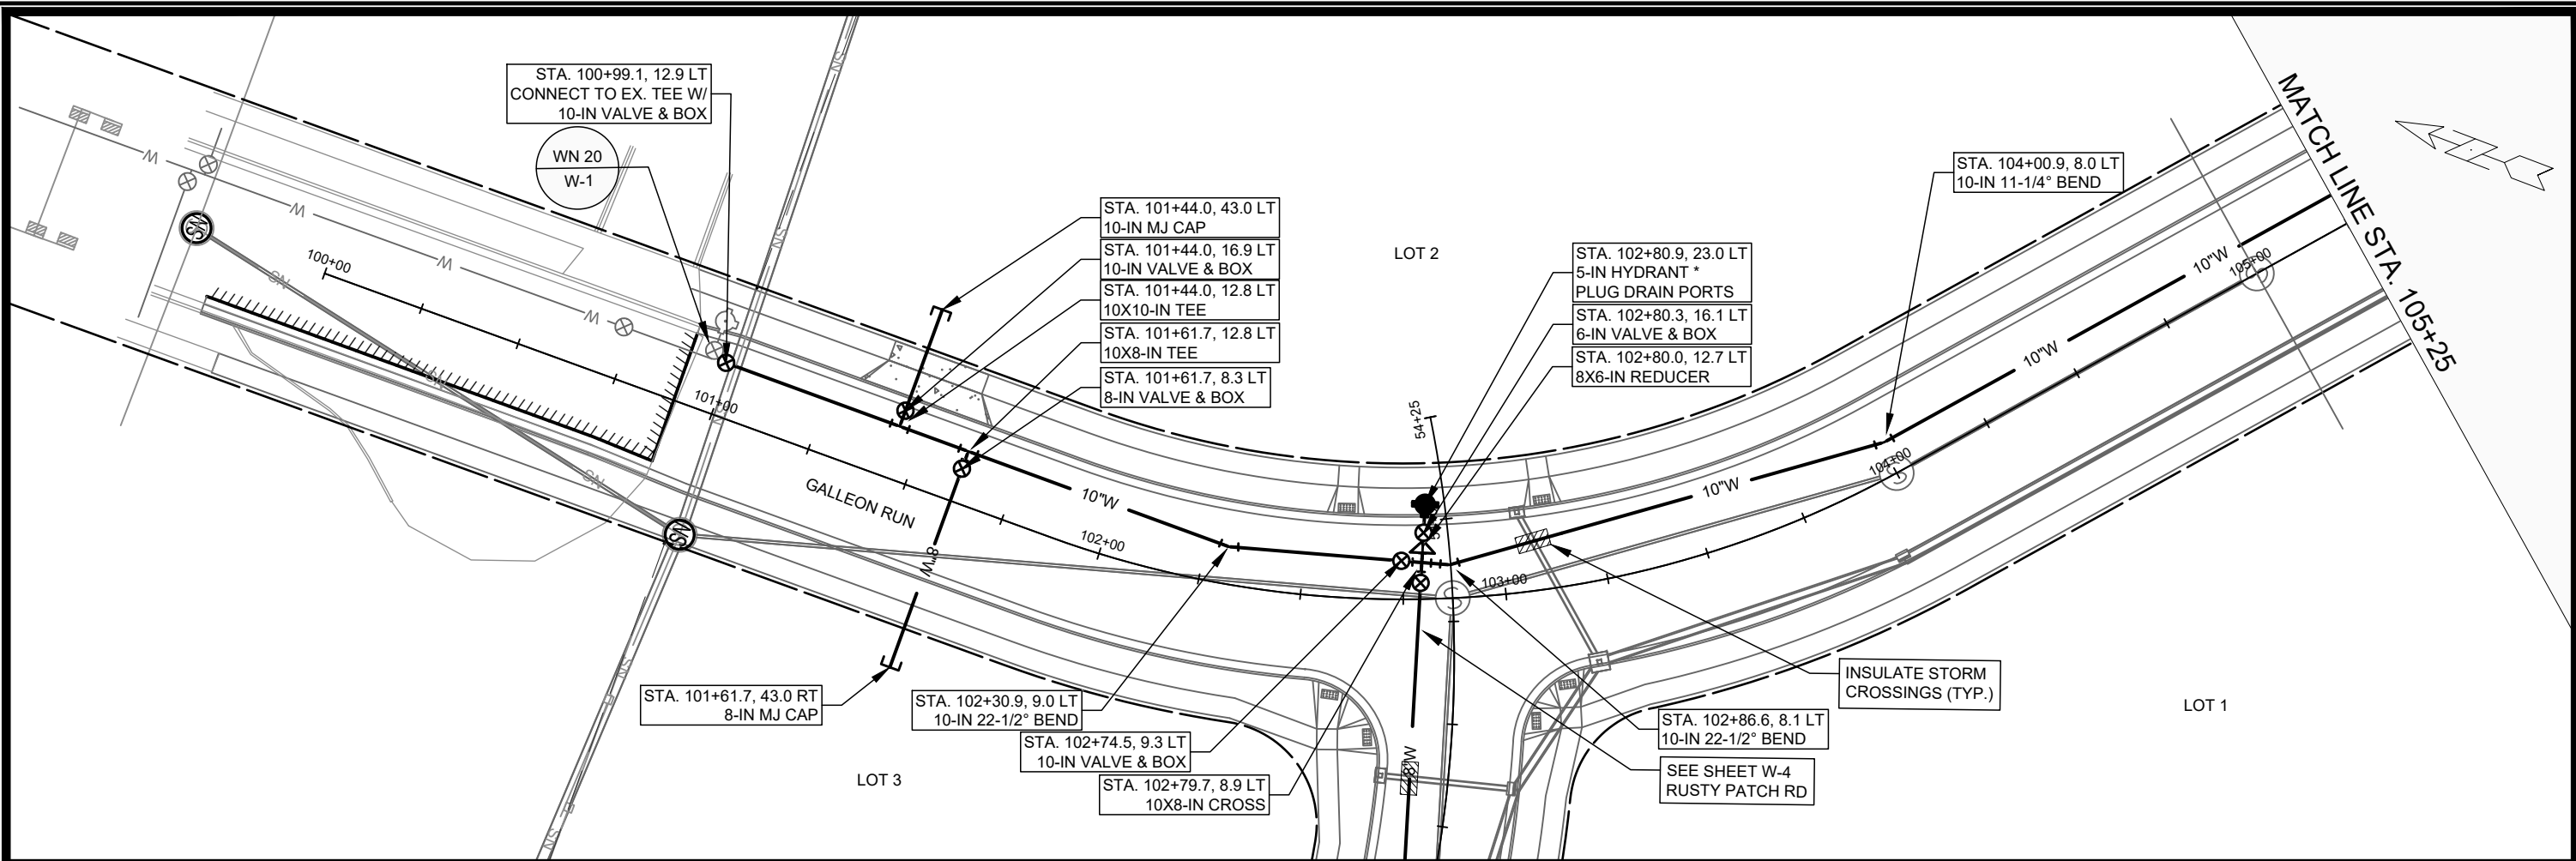 STA. 100+99.1, 12.9 LT
CONNECT TO EX. TEE W/
10-IN VALVE & BOX
WN 20
W-1
STA. 101+44.0, 43.0 LT
10-IN MJ CAP
STA. 101+44.0, 16.9 LT
10-IN VALVE & BOX
STA. 101+44.0, 12.8 LT
10X10-IN TEE
STA. 101+61.7, 12.8 LT
10X8-IN TEE
STA. 101+61.7, 8.3 LT
8-IN VALVE & BOX
LOT 2
STA. 102+80.9, 23.0 LT
5-IN HYDRANT *
PLUG DRAIN PORTS
STA. 102+80.3, 16.1 LT
6-IN VALVE & BOX
STA. 102+80.0, 12.7 LT
8X6-IN REDUCER
STA. 104+00.9, 8.0 LT
10-IN 11-1/4° BEND
MATCH LINE STA. 105+25
W
W
W
W
SN
SN
SN
SN
SN
SN
SN
SN
100+00
101+00
102+00
103+00
104+00
105+00
54+25
GALLEON RUN
10"W
10"W
10"W
10"W
8"W
8"W
S
S
STA. 101+61.7, 43.0 RT
8-IN MJ CAP
STA. 102+30.9, 9.0 LT
10-IN 22-1/2° BEND
STA. 102+74.5, 9.3 LT
10-IN VALVE & BOX
STA. 102+79.7, 8.9 LT
10X8-IN CROSS
INSULATE STORM
CROSSINGS (TYP.)
STA. 102+86.6, 8.1 LT
10-IN 22-1/2° BEND
SEE SHEET W-4
RUSTY PATCH RD
LOT 3
LOT 1